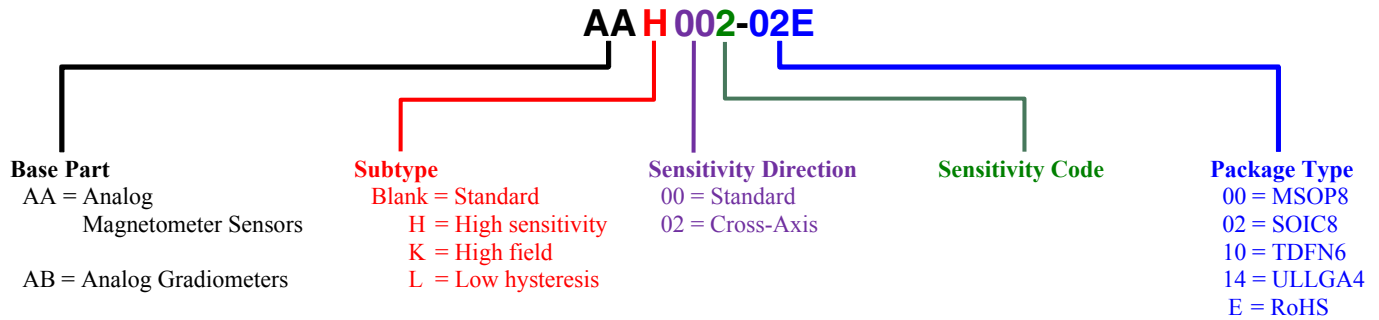 AAH002-02E
Base Part
AA = Analog
Magnetometer Sensors
AB = Analog Gradiometers
Subtype
Blank = Standard
H = High sensitivity
K = High field
L = Low hysteresis
Sensitivity Direction
00 = Standard
02 = Cross-Axis
Sensitivity Code
Package Type
00 = MSOP8
02 = SOIC8
10 = TDFN6
14 = ULLGA4
E = RoHS